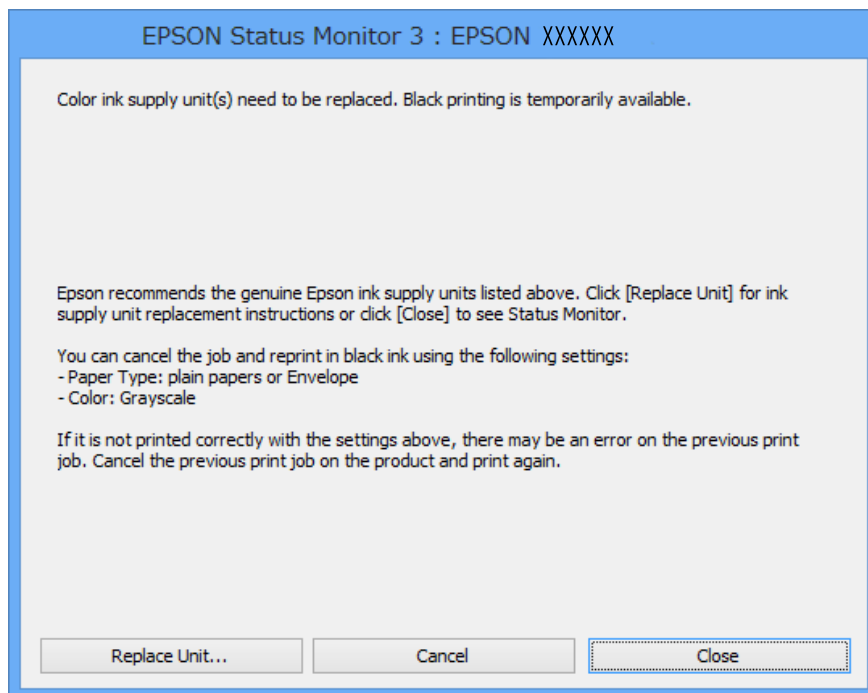 EPSON Status Monitor 3 : EPSON XXXXXX
Color ink supply unit(s) need to be replaced. Black printing is temporarily available.
Epson recommends the genuine Epson ink supply units listed above. Click [Replace Unit] for ink
supply unit replacement instructions or click [Close] to see Status Monitor.
You can cancel the job and reprint in black ink using the following settings:
- Paper Type: plain papers or Envelope
- Color: Grayscale
If it is not printed correctly with the settings above, there may be an error on the previous print
job. Cancel the previous print job on the product and print again.
Replace Unit... Cancel Close